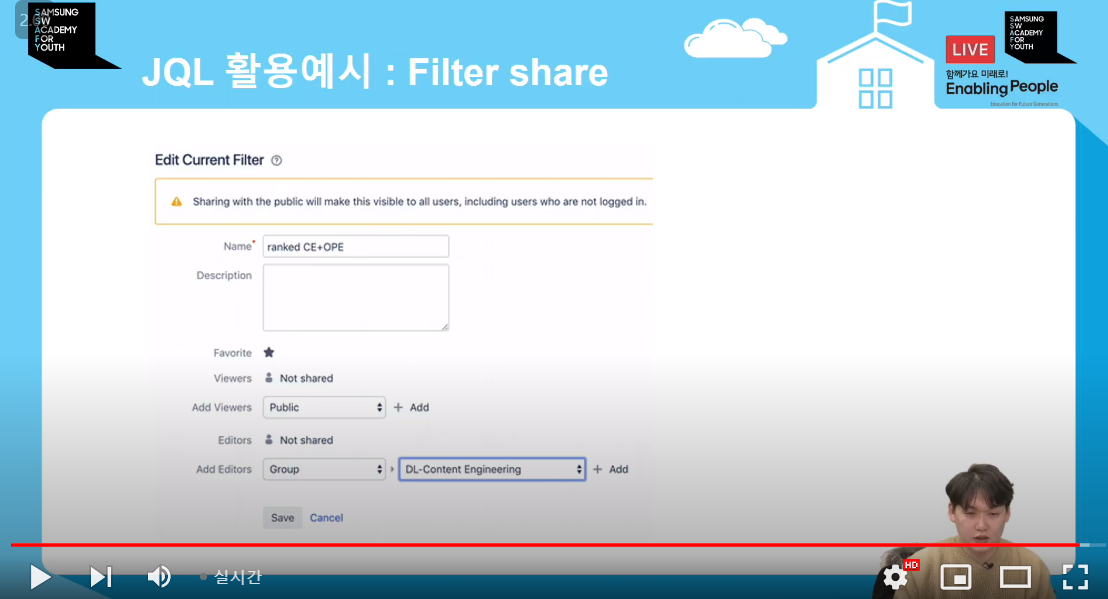 SAMSUNG
SW
ACADEMY
FOR
YOUTH
JQL 활용예시 : Filter share
LIVE
SAMSUNG
SW
ACADEMY
FOR
YOUTH
함께가요 미래로!
Enabling People
Education for Future Generations
Edit Current Filter ?
Sharing with the public will make this visible to all users, including users who are not logged in.
Name* ranked CE+OPE
Description
Favorite
Viewers Not shared
Add Viewers Public + Add
Editors Not shared
Add Editors Group DL-Content Engineering + Add
Save Cancel
실시간
HD